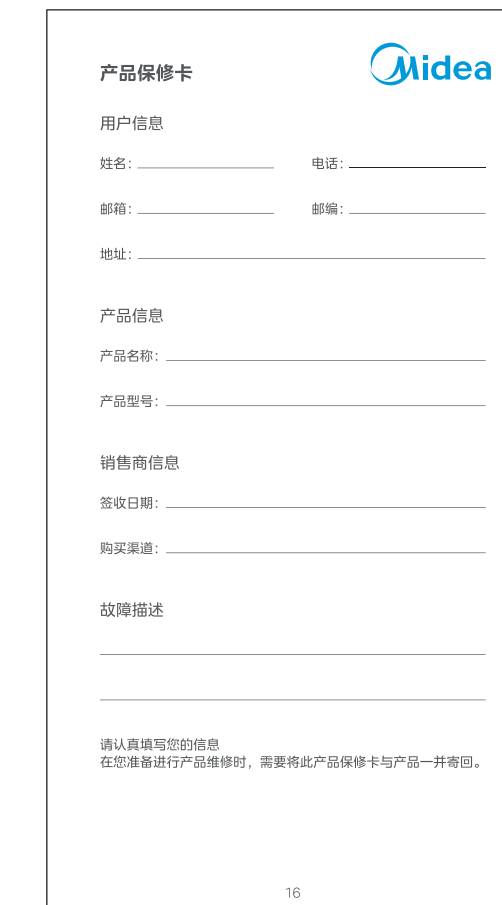 产品保修卡
Midea
用户信息
姓名： 电话：
邮箱： 邮编：
地址：
产品信息
产品名称：
产品型号：
销售商信息
签收日期：
购买渠道：
故障描述
请认真填写您的信息
在您准备进行产品维修时，需要将此产品保修卡与产品一并寄回。
16